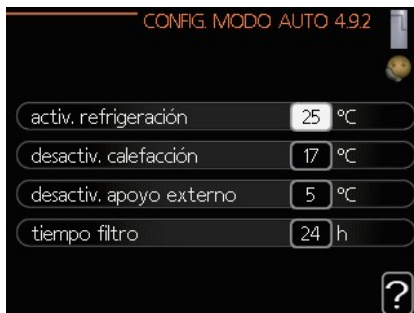 CONFIG. MODO AUTO 4.9.2
activ. refrigeración 25 °C
desactiv. calefacción 17 °C
desactiv. apoyo externo 5 °C
tiempo filtro 24 h
?